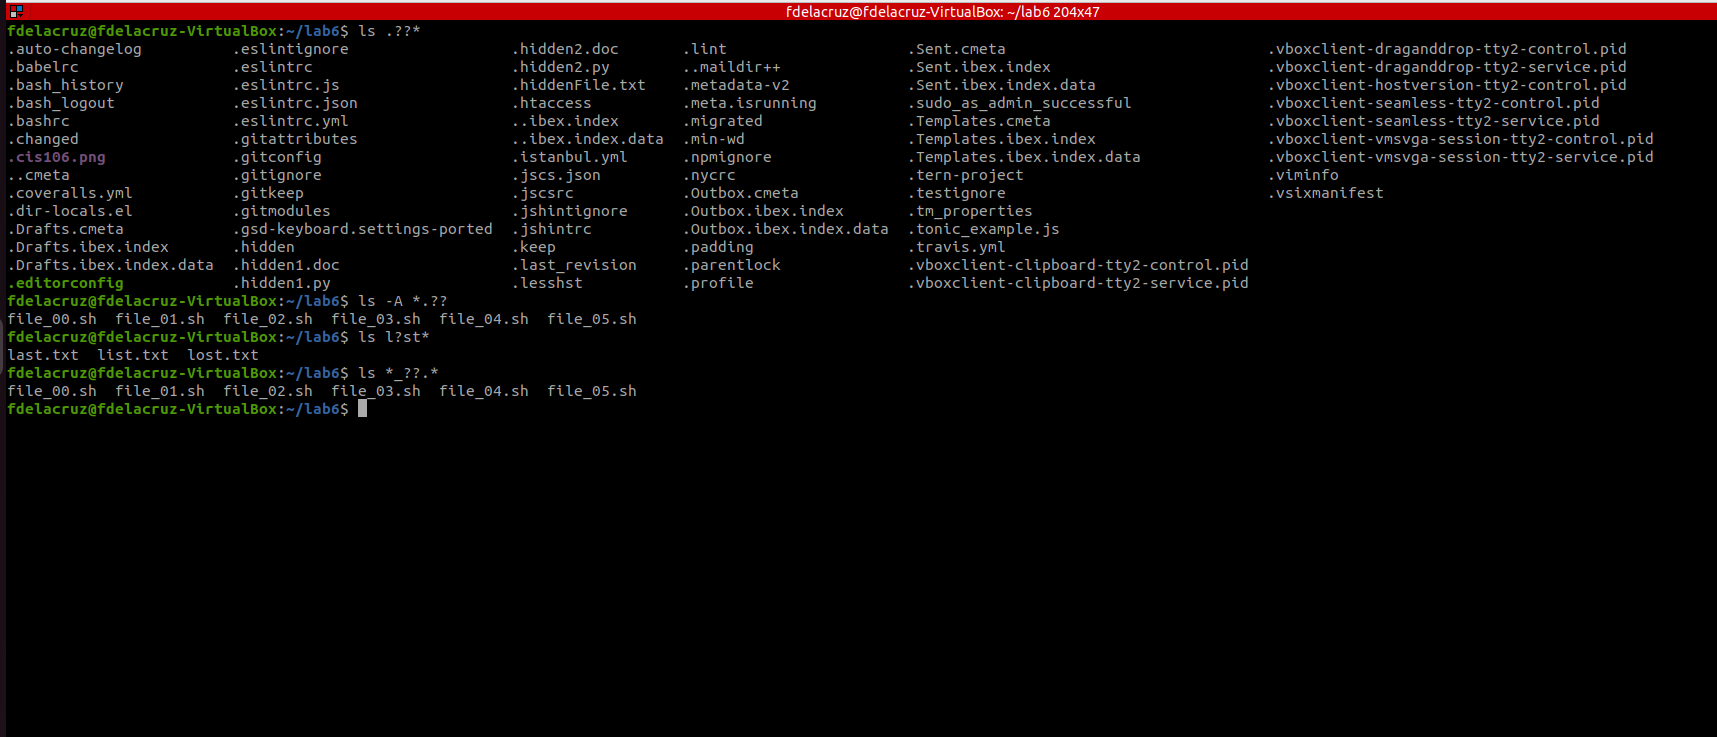 fdelacruz@fdelacruz-VirtualBox: ~/lab6 204x47
fdelacruz@fdelacruz-VirtualBox:~/lab6$ ls .??*
.auto-changelog .eslintignore .hidden2.doc .lint .Sent.cmeta .vboxclient-draganddrop-tty2-control.pid
.babelrc .eslintrc .hidden2.py ..maildir++ .Sent.ibex.index .vboxclient-draganddrop-tty2-service.pid
.bash_history .eslintrc.js .hiddenFile.txt .metadata-v2 .Sent.ibex.index.data .vboxclient-hostversion-tty2-control.pid
.bash_logout .eslintrc.json .htaccess .meta.isrunning .sudo_as_admin_successful .vboxclient-seamless-tty2-control.pid
.bashrc .eslintrc.yml ..ibex.index .migrated .Templates.cmeta .vboxclient-seamless-tty2-service.pid
.changed .gitattributes ..ibex.index.data .min-wd .Templates.ibex.index .vboxclient-vmsvga-session-tty2-control.pid
.cis106.png .gitconfig .istanbul.yml .npmignore .Templates.ibex.index.data .vboxclient-vmsvga-session-tty2-service.pid
..cmeta .gitignore .jscs.json .nycrc .tern-project .viminfo
.coveralls.yml .gitkeep .jscsrc .Outbox.cmeta .testignore .vsixmanifest
.dir-locals.el .gitmodules .jshintignore .Outbox.ibex.index .tm_properties
.Drafts.cmeta .gsd-keyboard.settings-ported .jshintrc .Outbox.ibex.index.data .tonic_example.js
.Drafts.ibex.index .hidden .keep .padding .travis.yml
.Drafts.ibex.index.data .hidden1.doc .last_revision .parentlock .vboxclient-clipboard-tty2-control.pid
.editorconfig .hidden1.py .lesshst .profile .vboxclient-clipboard-tty2-service.pid
fdelacruz@fdelacruz-VirtualBox:~/lab6$ ls -A *.??
file_00.sh file_01.sh file_02.sh file_03.sh file_04.sh file_05.sh
fdelacruz@fdelacruz-VirtualBox:~/lab6$ ls l?st*
last.txt list.txt lost.txt
fdelacruz@fdelacruz-VirtualBox:~/lab6$ ls *_??.*
file_00.sh file_01.sh file_02.sh file_03.sh file_04.sh file_05.sh
fdelacruz@fdelacruz-VirtualBox:~/lab6$